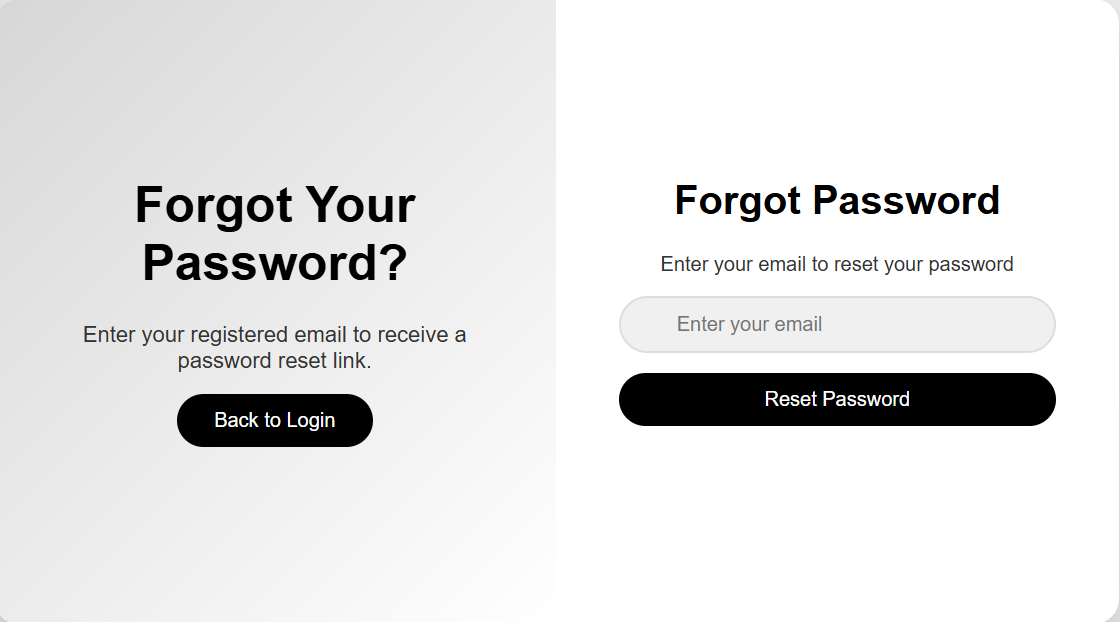 Forgot Your
Password?
Enter your registered email to receive a
password reset link.
Back to Login
Forgot Password
Enter your email to reset your password
Enter your email
Reset Password